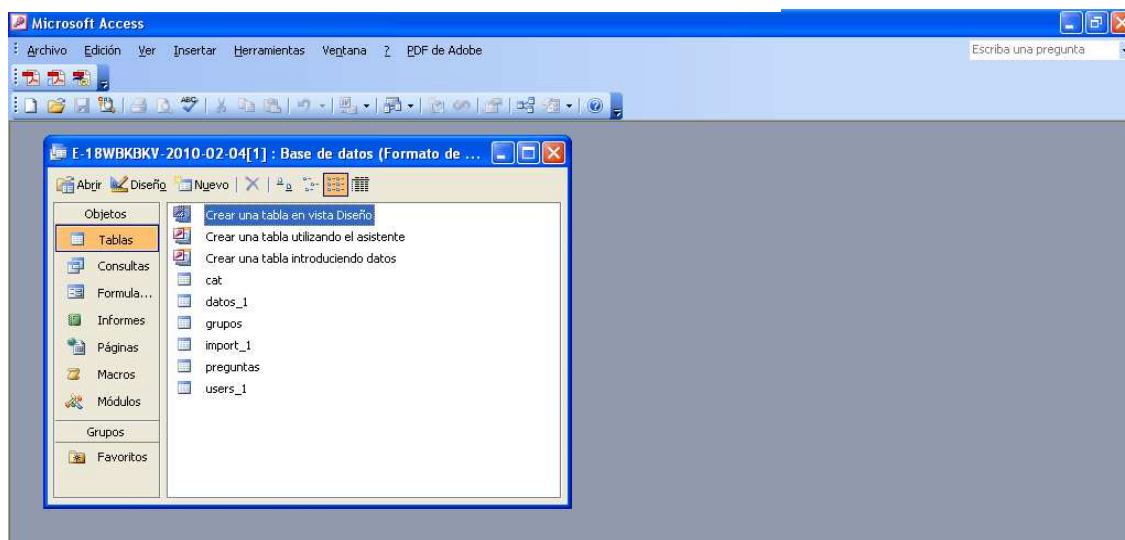 Microsoft Access
Archivo Edición Ver Insertar Herramientas Ventana ? PDF de Adobe Escriba una pregunta
E-18WBKBKV-2010-02-04[1] : Base de datos (Formato de ...
Abrir Diseño Nuevo
Objetos
Tablas
Consultas
Formula...
Informes
Páginas
Macros
Módulos
Grupos
Favoritos
Crear una tabla en vista Diseño
Crear una tabla utilizando el asistente
Crear una tabla introduciendo datos
cat
datos_1
grupos
import_1
preguntas
users_1